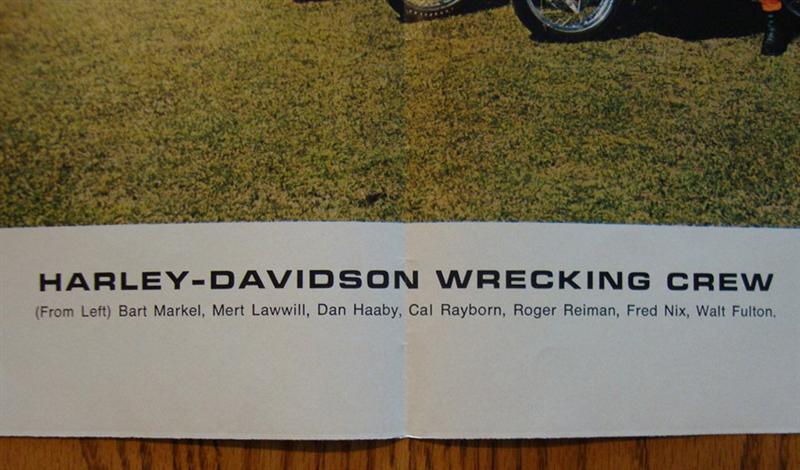 HARLEY-DAVIDSON WRECKING CREW
(From Left) Bart Markel, Mert Lawwill, Dan Haaby, Cal Rayborn, Roger Reiman, Fred Nix, Walt Fulton.